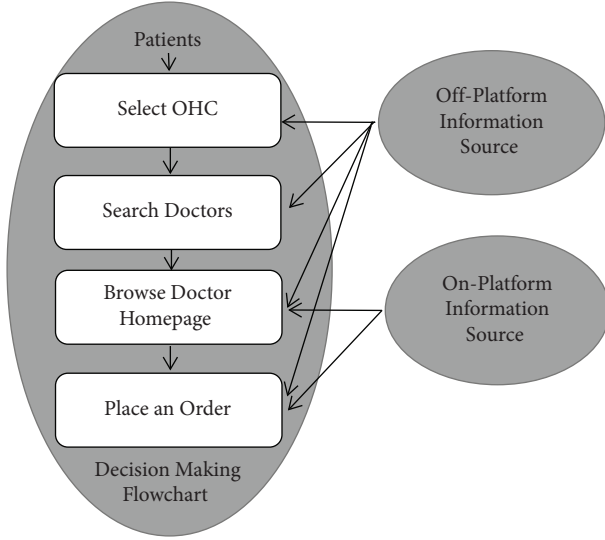 Patients
Select OHC
Search Doctors
Browse Doctor
Homepage
Place an Order
Decision Making
Flowchart
Off-Platform
Information
Source
On-Platform
Information
Source